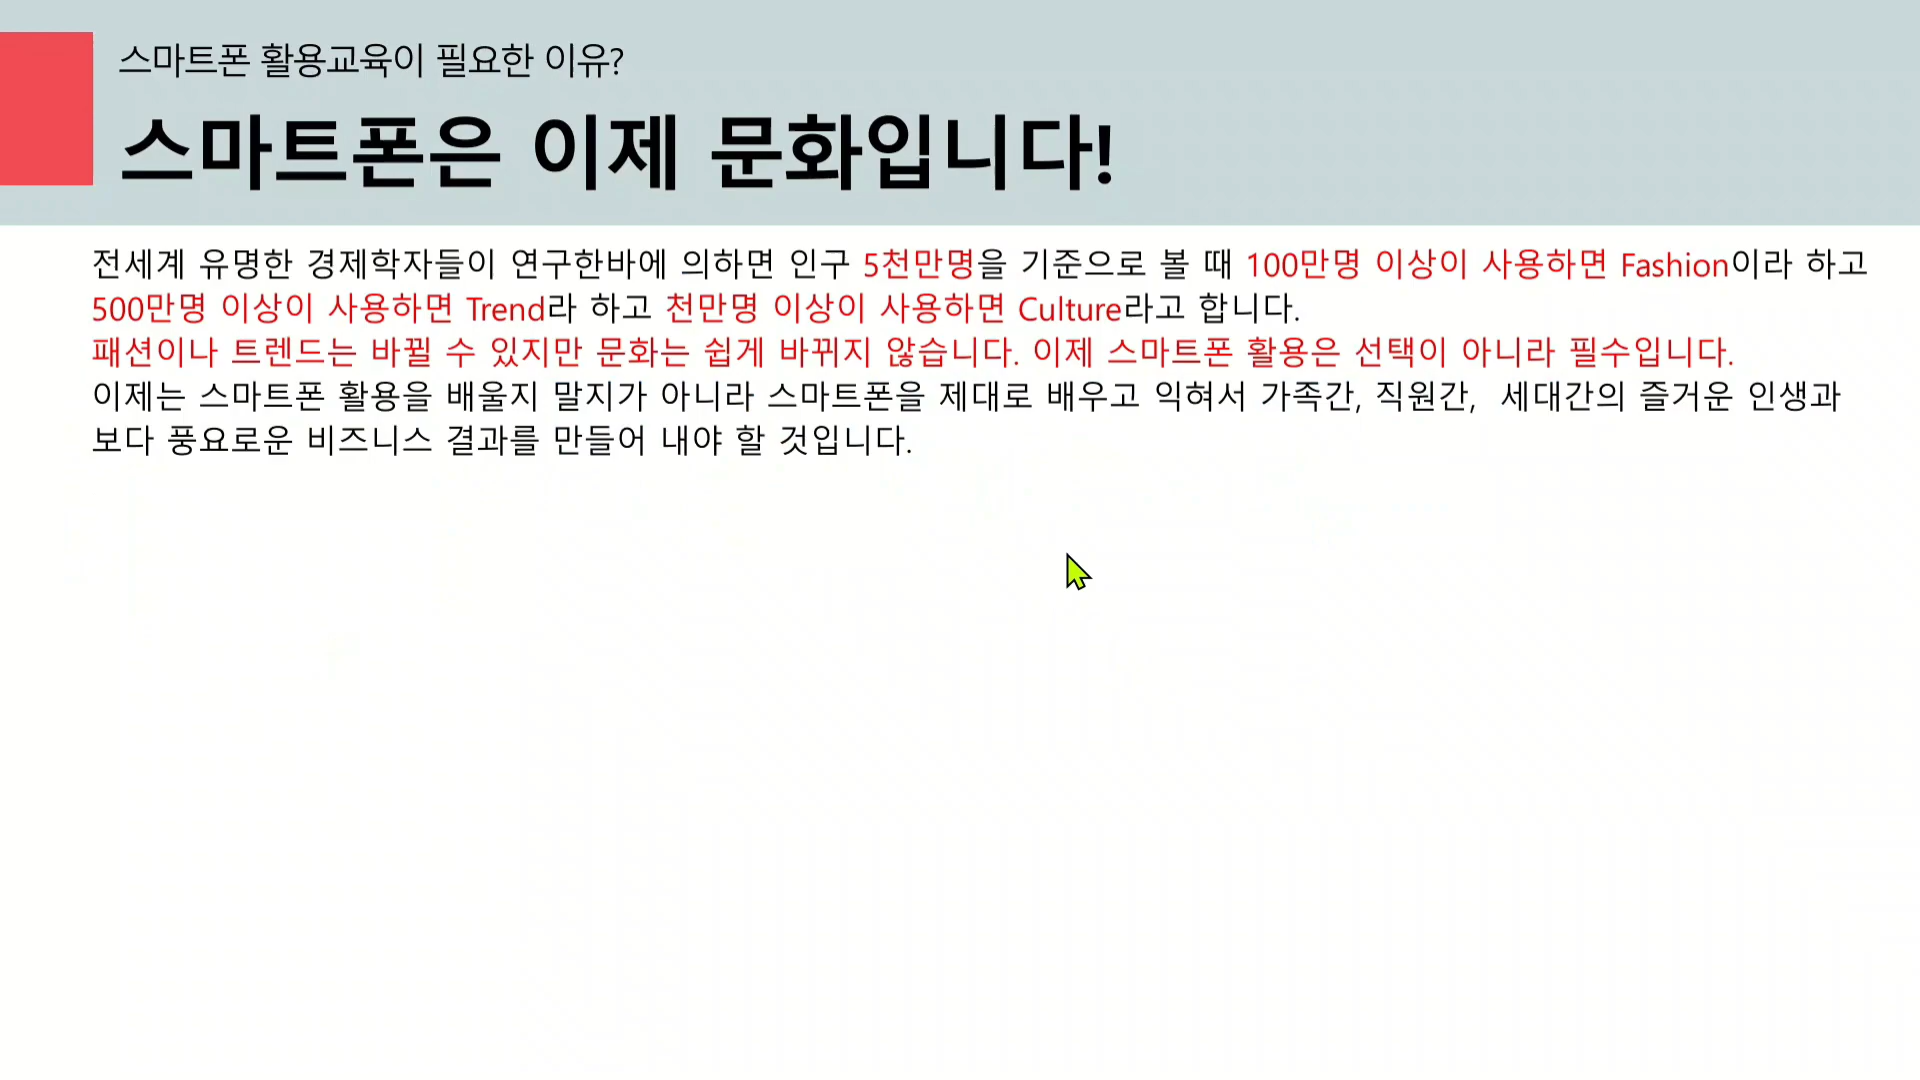 스마트폰 활용교육이 필요한 이유?
스마트폰은 이제 문화입니다!
전세계 유명한 경제학자들이 연구한바에 의하면 인구 5천만명을 기준으로 볼 때 100만명 이상이 사용하면 Fashion이라 하고
500만명 이상이 사용하면 Trend라 하고 천만명 이상이 사용하면 Culture라고 합니다.
패션이나 트렌드는 바뀔 수 있지만 문화는 쉽게 바뀌지 않습니다. 이제 스마트폰 활용은 선택이 아니라 필수입니다.
이제는 스마트폰 활용을 배울지 말지가 아니라 스마트폰을 제대로 배우고 익혀서 가족간, 직원간, 세대간의 즐거운 인생과
보다 풍요로운 비즈니스 결과를 만들어 내야 할 것입니다.